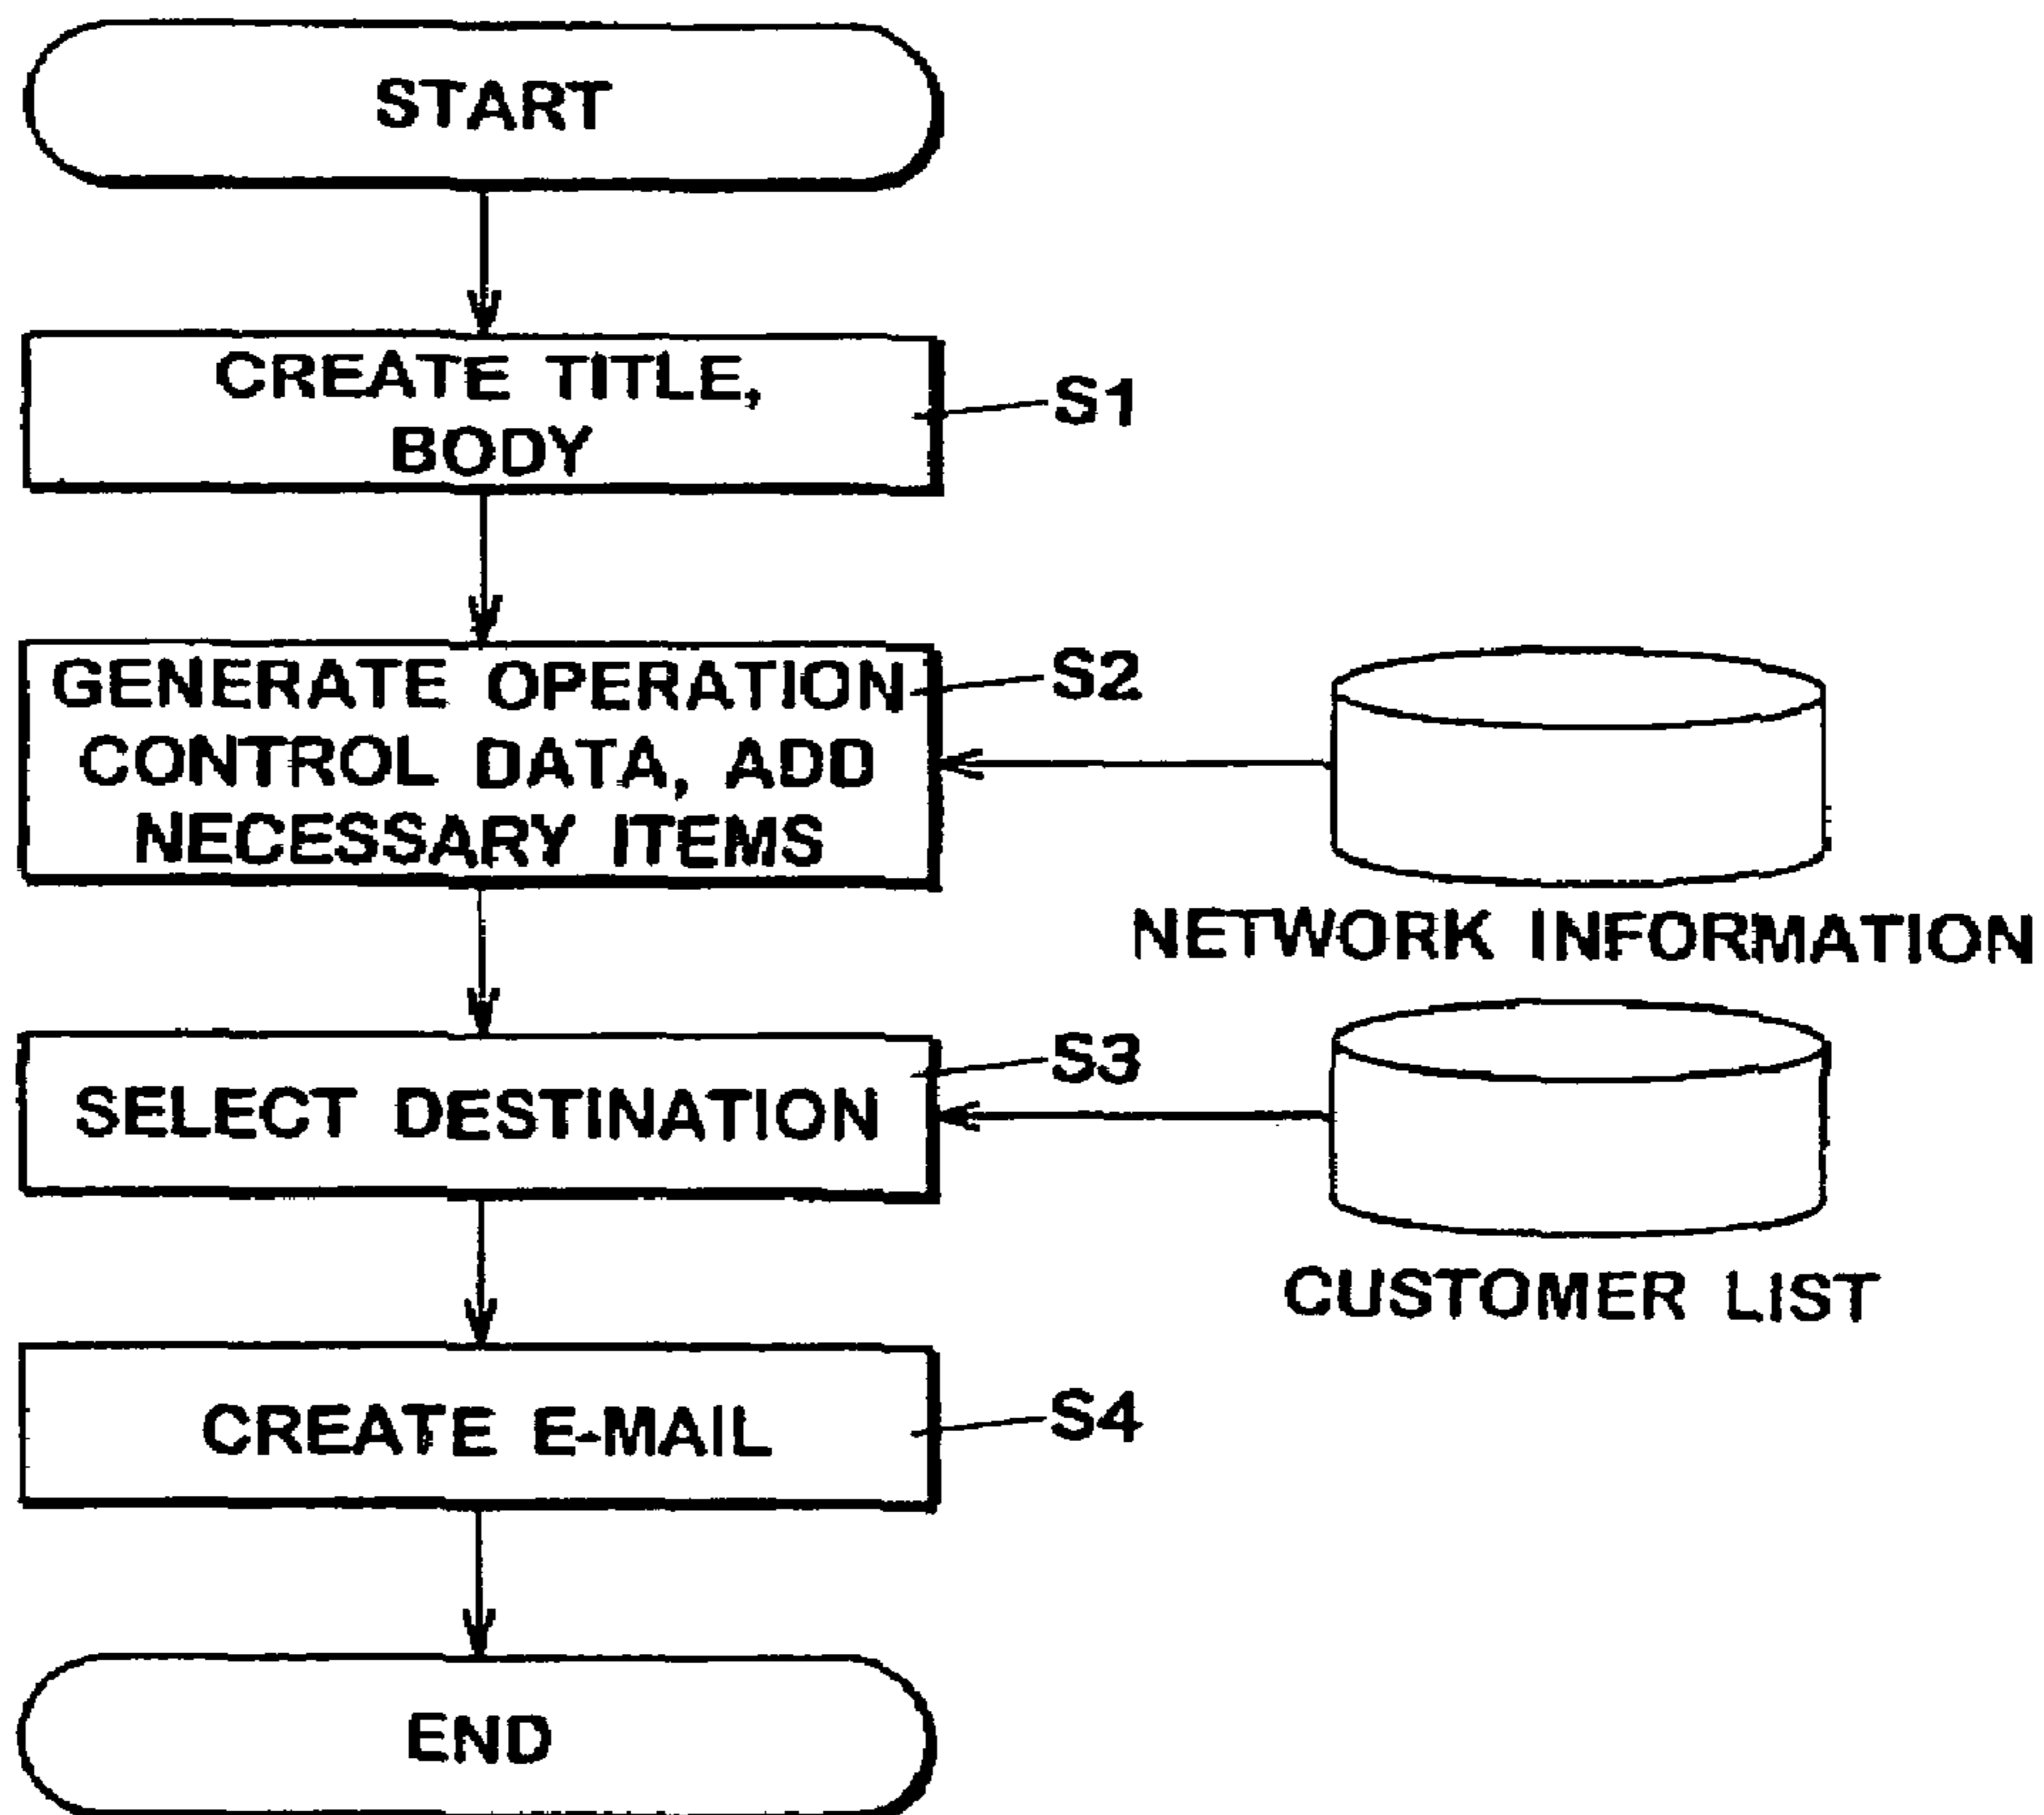 START
CREATE TITLE,
BODY
S1
GENERATE OPERATION
CONTROL DATA, ADD
NECESSARY ITEMS
S2
NETWORK INFORMATION
SELECT DESTINATION
S3
CUSTOMER LIST
CREATE E-MAIL
S4
END